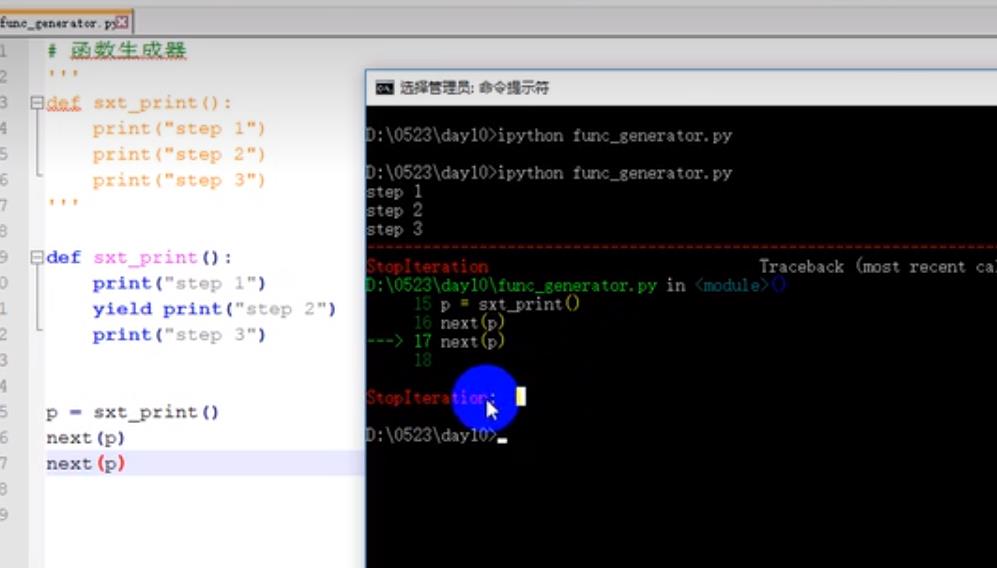 func_generator.py
1 # 函数生成器
2 '''
3 def sxt_print():
4 print("step 1")
5 print("step 2")
6 print("step 3")
7 '''
8
9 def sxt_print():
0 print("step 1")
1 yield print("step 2")
2 print("step 3")
3
4
5 p = sxt_print()
6 next(p)
7 next(p)
8
9
选择管理员: 命令提示符
D:\0523\day10>ipython func_generator.py
D:\0523\day10>ipython func_generator.py
step 1
step 2
step 3
StopIteration Traceback (most recent cal
D:\0523\day10\func_generator.py in <module>()
15 p = sxt_print()
16 next(p)
---> 17 next(p)
18
StopIteration:
D:\0523\day10>